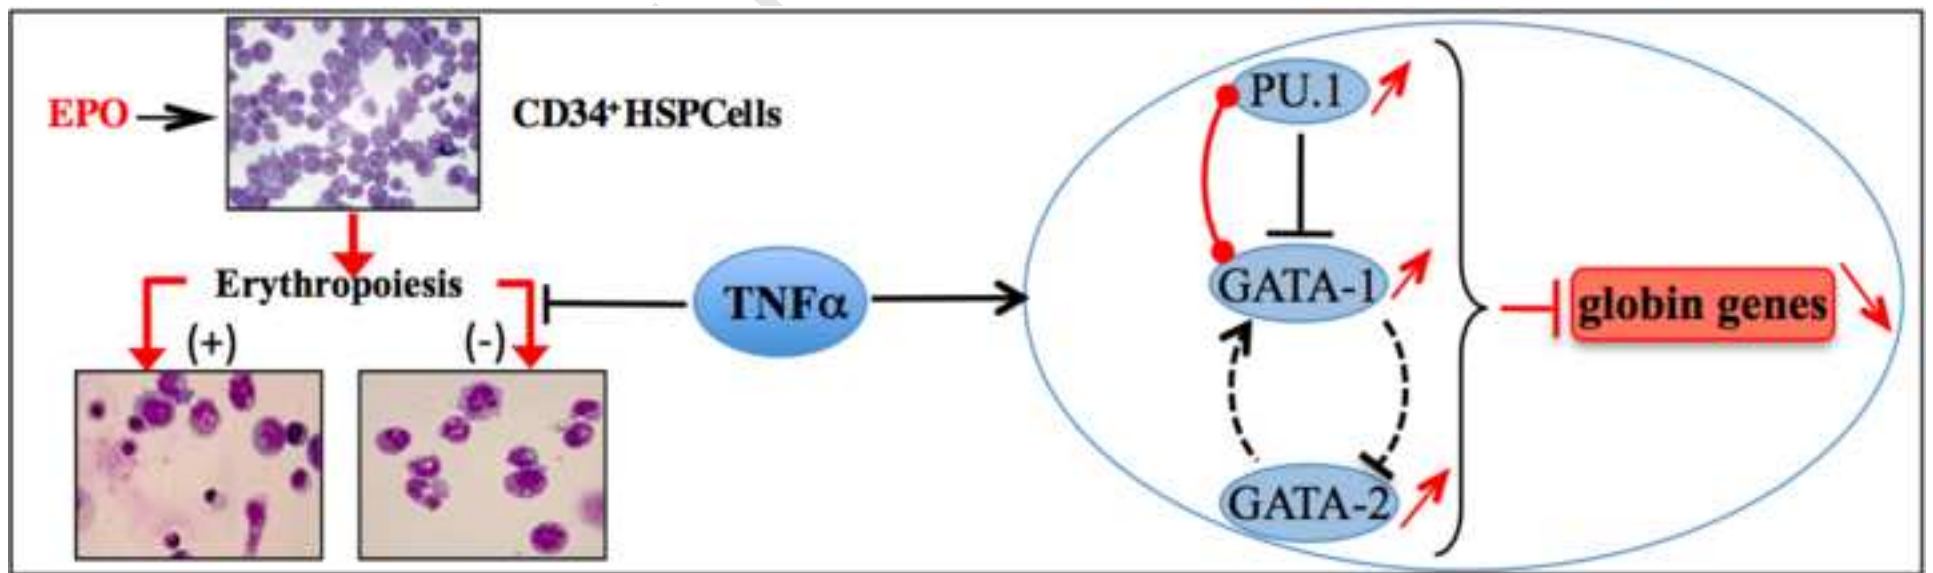 EPO
CD34⁺HSPCells
Erythropoiesis
(+)
(-)
TNFα
PU.1
GATA-1
GATA-2
globin genes